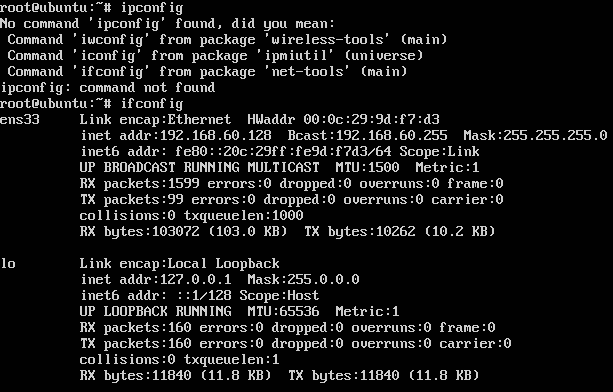 root@ubuntu:~# ipconfig
No command 'ipconfig' found, did you mean:
 Command 'iwconfig' from package 'wireless-tools' (main)
 Command 'iconfig' from package 'ipmiutil' (universe)
 Command 'ifconfig' from package 'net-tools' (main)
ipconfig: command not found
root@ubuntu:~# ifconfig
ens33     Link encap:Ethernet  HWaddr 00:0c:29:9d:f7:d3
          inet addr:192.168.60.128  Bcast:192.168.60.255  Mask:255.255.255.0
          inet6 addr: fe80::20c:29ff:fe9d:f7d3/64 Scope:Link
          UP BROADCAST RUNNING MULTICAST  MTU:1500  Metric:1
          RX packets:1599 errors:0 dropped:0 overruns:0 frame:0
          TX packets:99 errors:0 dropped:0 overruns:0 carrier:0
          collisions:0 txqueuelen:1000
          RX bytes:103072 (103.0 KB)  TX bytes:10262 (10.2 KB)

lo        Link encap:Local Loopback
          inet addr:127.0.0.1  Mask:255.0.0.0
          inet6 addr: ::1/128 Scope:Host
          UP LOOPBACK RUNNING  MTU:65536  Metric:1
          RX packets:160 errors:0 dropped:0 overruns:0 frame:0
          TX packets:160 errors:0 dropped:0 overruns:0 carrier:0
          collisions:0 txqueuelen:1
          RX bytes:11840 (11.8 KB)  TX bytes:11840 (11.8 KB)